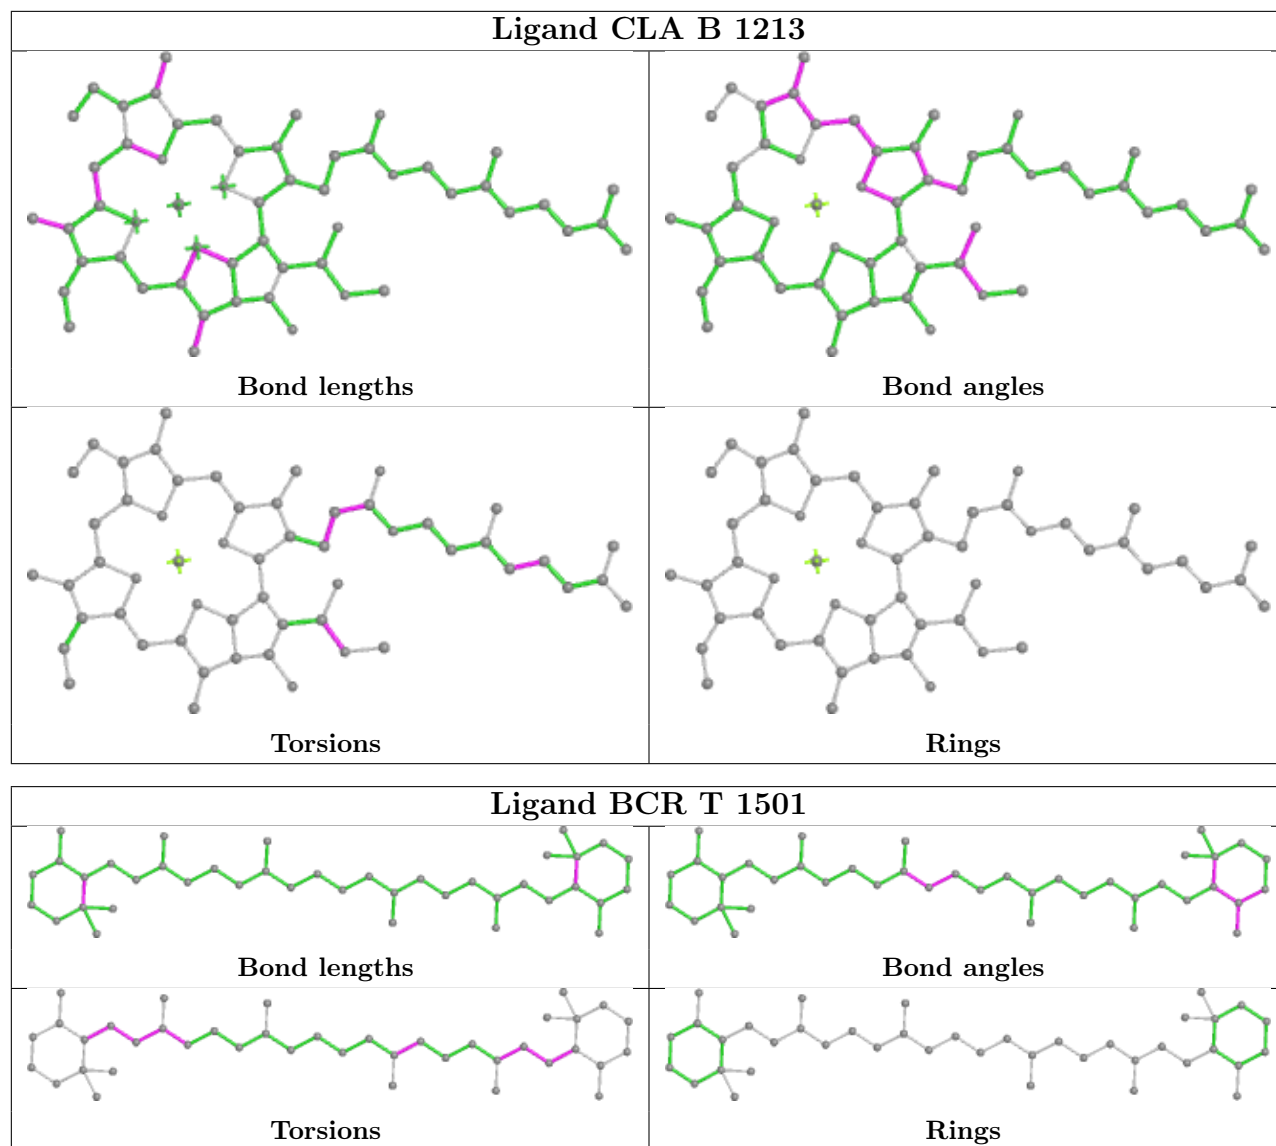 Ligand CLA B 1213
Bond lengths
Bond angles
Torsions
Rings
Ligand BCR T 1501
Bond lengths
Bond angles
Torsions
Rings